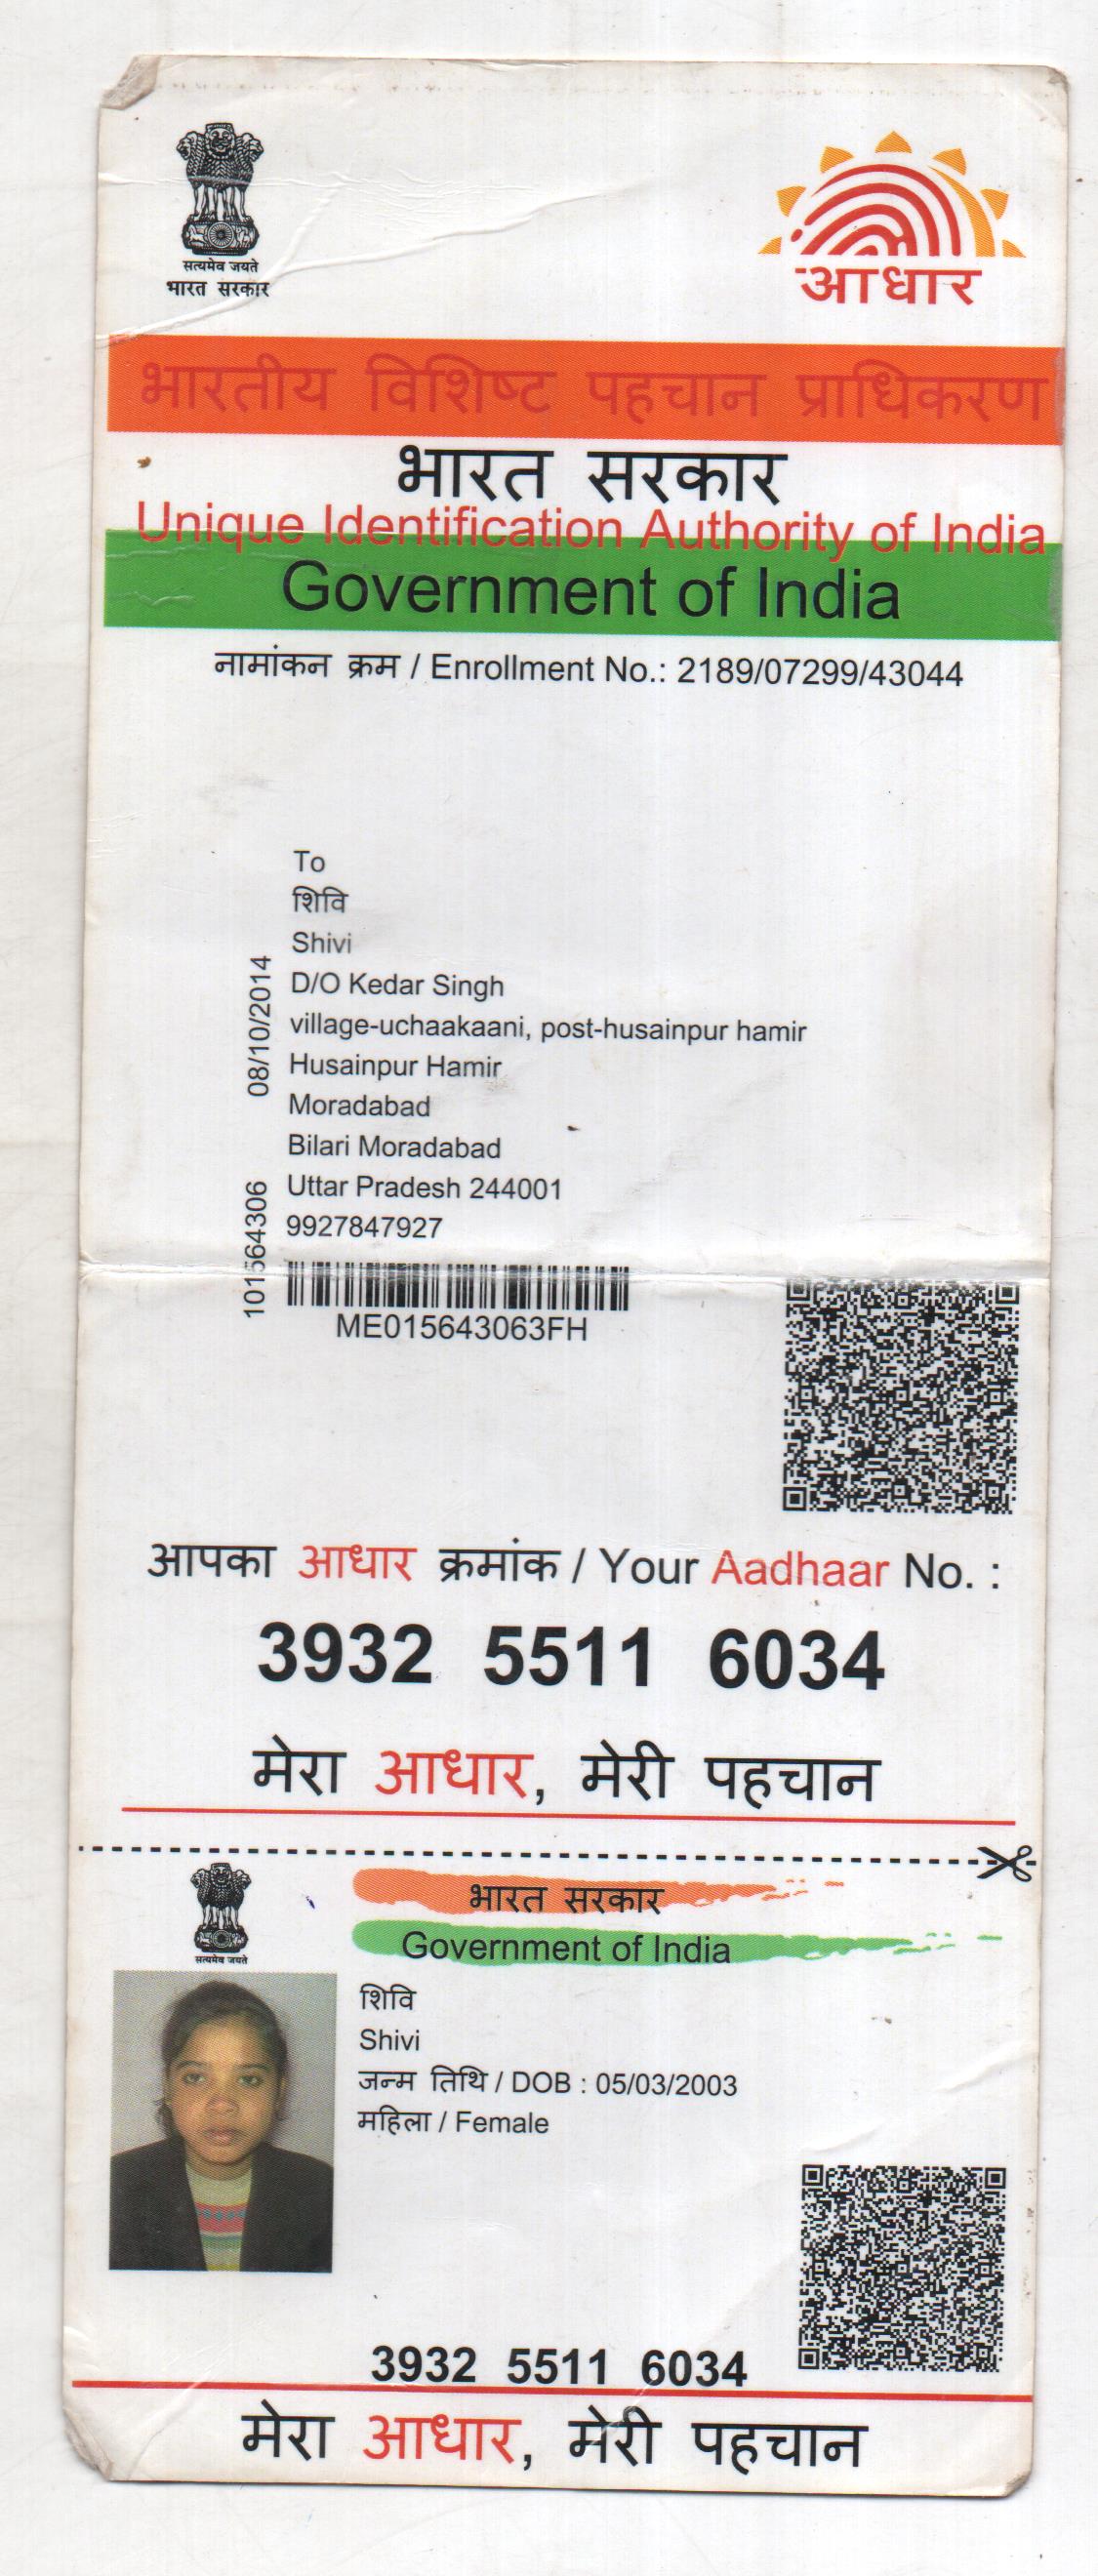 सत्यमेव जयते
भारत सरकार
आधार
भारतीय विशिष्ट पहचान प्राधिकरण
भारत सरकार
Unique Identification Authority of India
Government of India
नामांकन क्रम / Enrollment No.: 2189/07299/43044
To
शिवि
Shivi
D/O Kedar Singh
village-uchaakaani, post-husainpur hamir
Husainpur Hamir
Moradabad
Bilari Moradabad
Uttar Pradesh 244001
9927847927
08/10/2014
101564306
ME015643063FH
आपका आधार क्रमांक / Your Aadhaar No. :
3932 5511 6034
मेरा आधार, मेरी पहचान
सत्यमेव जयते
भारत सरकार
Government of India
शिवि
Shivi
जन्म तिथि / DOB : 05/03/2003
महिला / Female
3932 5511 6034
मेरा आधार, मेरी पहचान